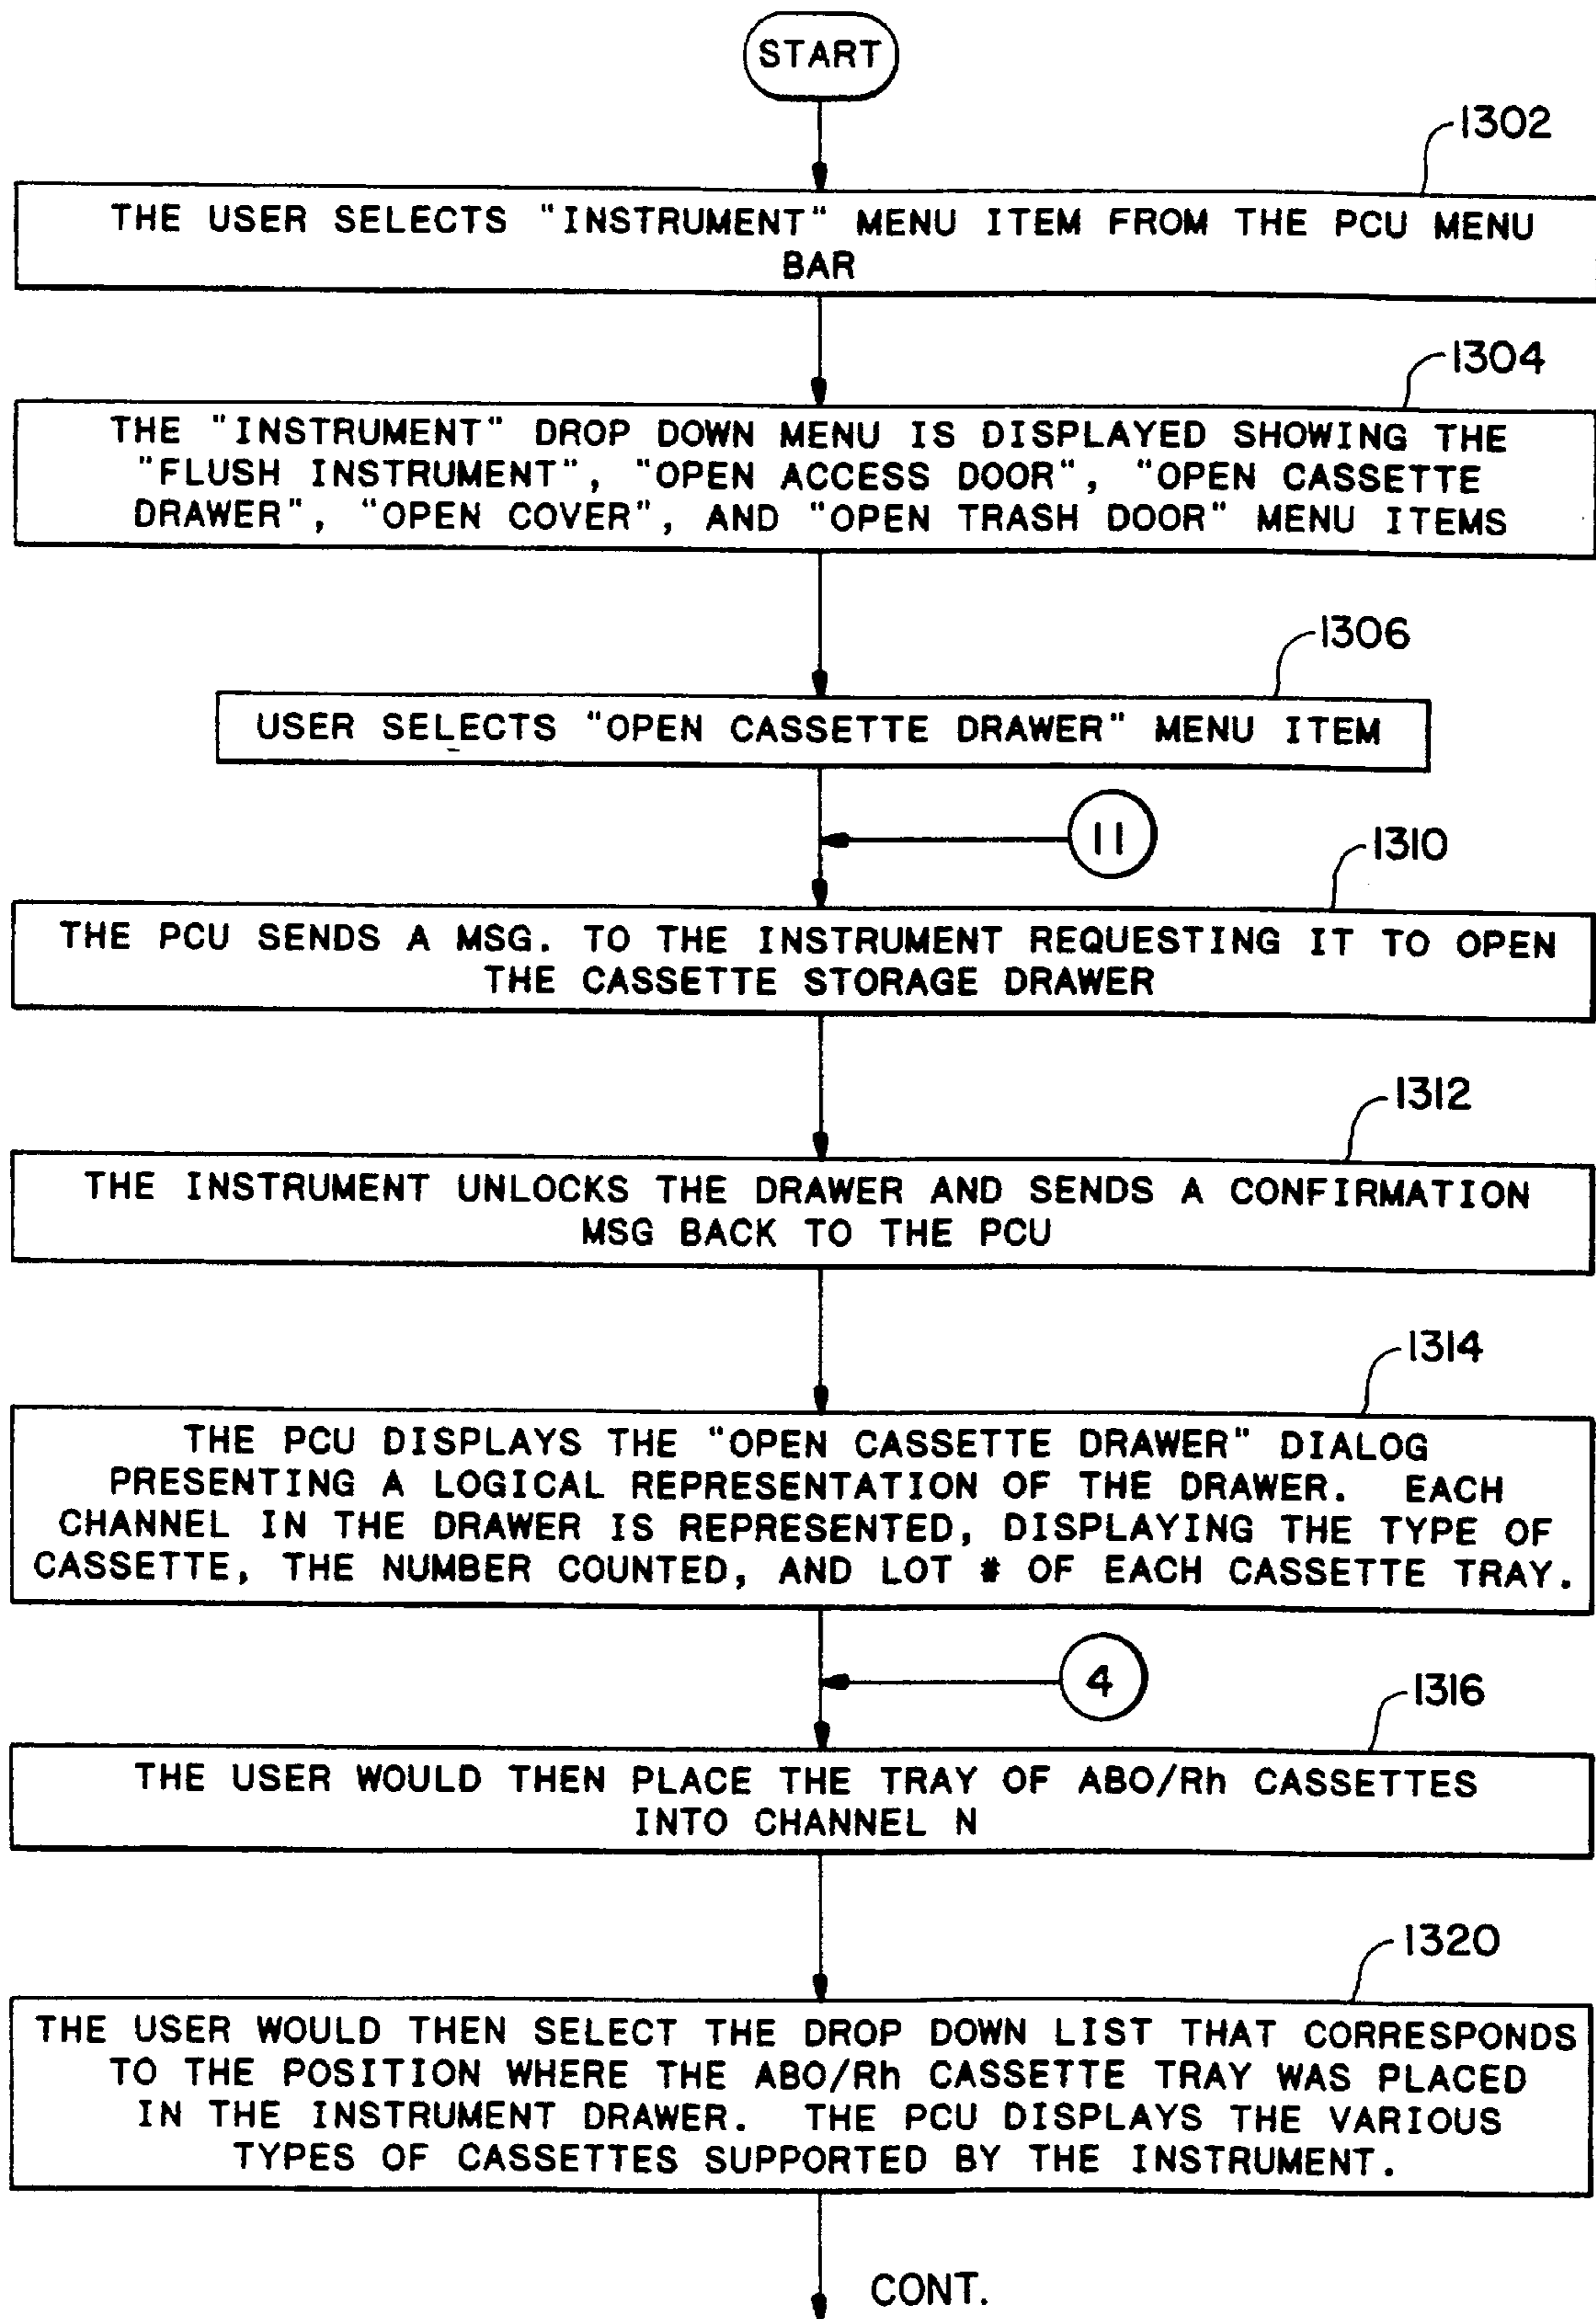 START
1302
THE USER SELECTS "INSTRUMENT" MENU ITEM FROM THE PCU MENU
BAR
1304
THE "INSTRUMENT" DROP DOWN MENU IS DISPLAYED SHOWING THE
"FLUSH INSTRUMENT", "OPEN ACCESS DOOR", "OPEN CASSETTE
DRAWER", "OPEN COVER", AND "OPEN TRASH DOOR" MENU ITEMS
1306
USER SELECTS "OPEN CASSETTE DRAWER" MENU ITEM
11
1310
THE PCU SENDS A MSG. TO THE INSTRUMENT REQUESTING IT TO OPEN
THE CASSETTE STORAGE DRAWER
1312
THE INSTRUMENT UNLOCKS THE DRAWER AND SENDS A CONFIRMATION
MSG BACK TO THE PCU
1314
THE PCU DISPLAYS THE "OPEN CASSETTE DRAWER" DIALOG
PRESENTING A LOGICAL REPRESENTATION OF THE DRAWER. EACH
CHANNEL IN THE DRAWER IS REPRESENTED, DISPLAYING THE TYPE OF
CASSETTE, THE NUMBER COUNTED, AND LOT # OF EACH CASSETTE TRAY.
4
1316
THE USER WOULD THEN PLACE THE TRAY OF ABO/Rh CASSETTES
INTO CHANNEL N
1320
THE USER WOULD THEN SELECT THE DROP DOWN LIST THAT CORRESPONDS
TO THE POSITION WHERE THE ABO/Rh CASSETTE TRAY WAS PLACED
IN THE INSTRUMENT DRAWER. THE PCU DISPLAYS THE VARIOUS
TYPES OF CASSETTES SUPPORTED BY THE INSTRUMENT.
CONT.